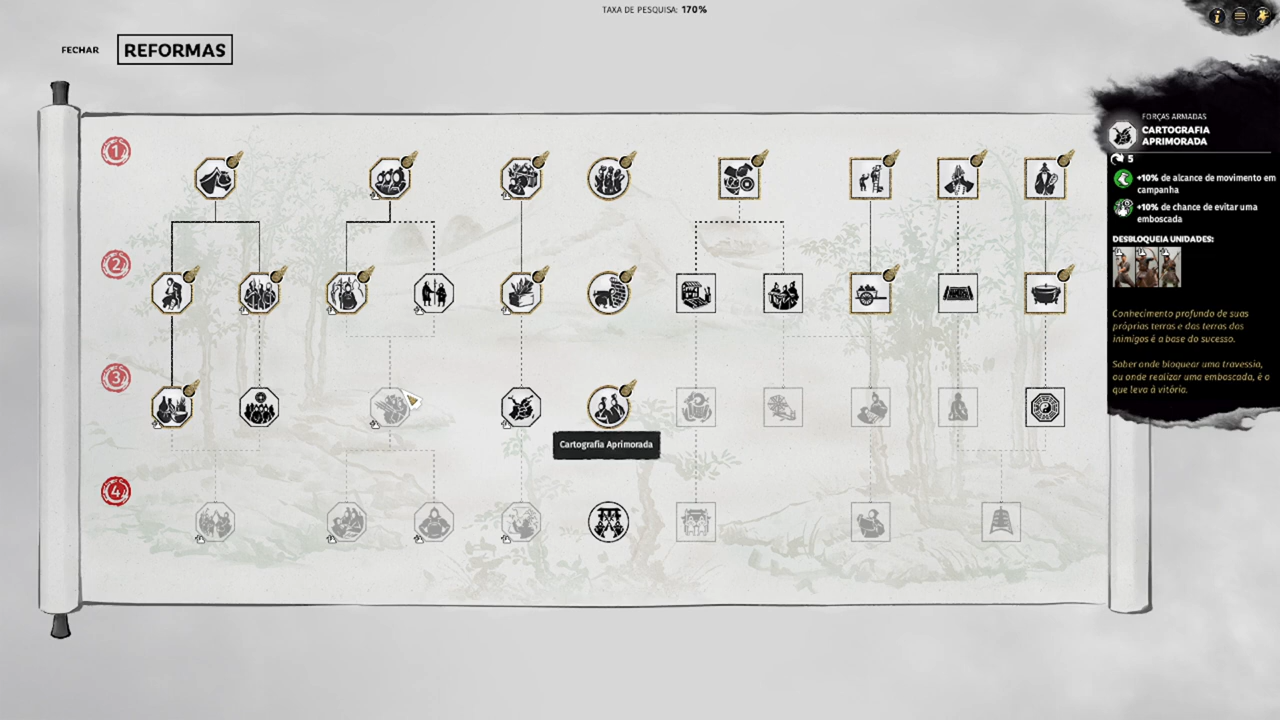 TAXA DE PESQUISA: 170%
FECHAR
REFORMAS
1
2
3
4
Cartografia Aprimorada
FORÇAS ARMADAS
CARTOGRAFIA
APRIMORADA
5
+10% de alcance de movimento em
campanha
+10% de chance de evitar uma
emboscada
DESBLOQUEIA UNIDADES:
Conhecimento profundo de suas
próprias terras e das terras dos
inimigos é a base do sucesso.
Saber onde bloquear uma travessia,
ou onde realizar uma emboscada, é o
que leva à vitória.